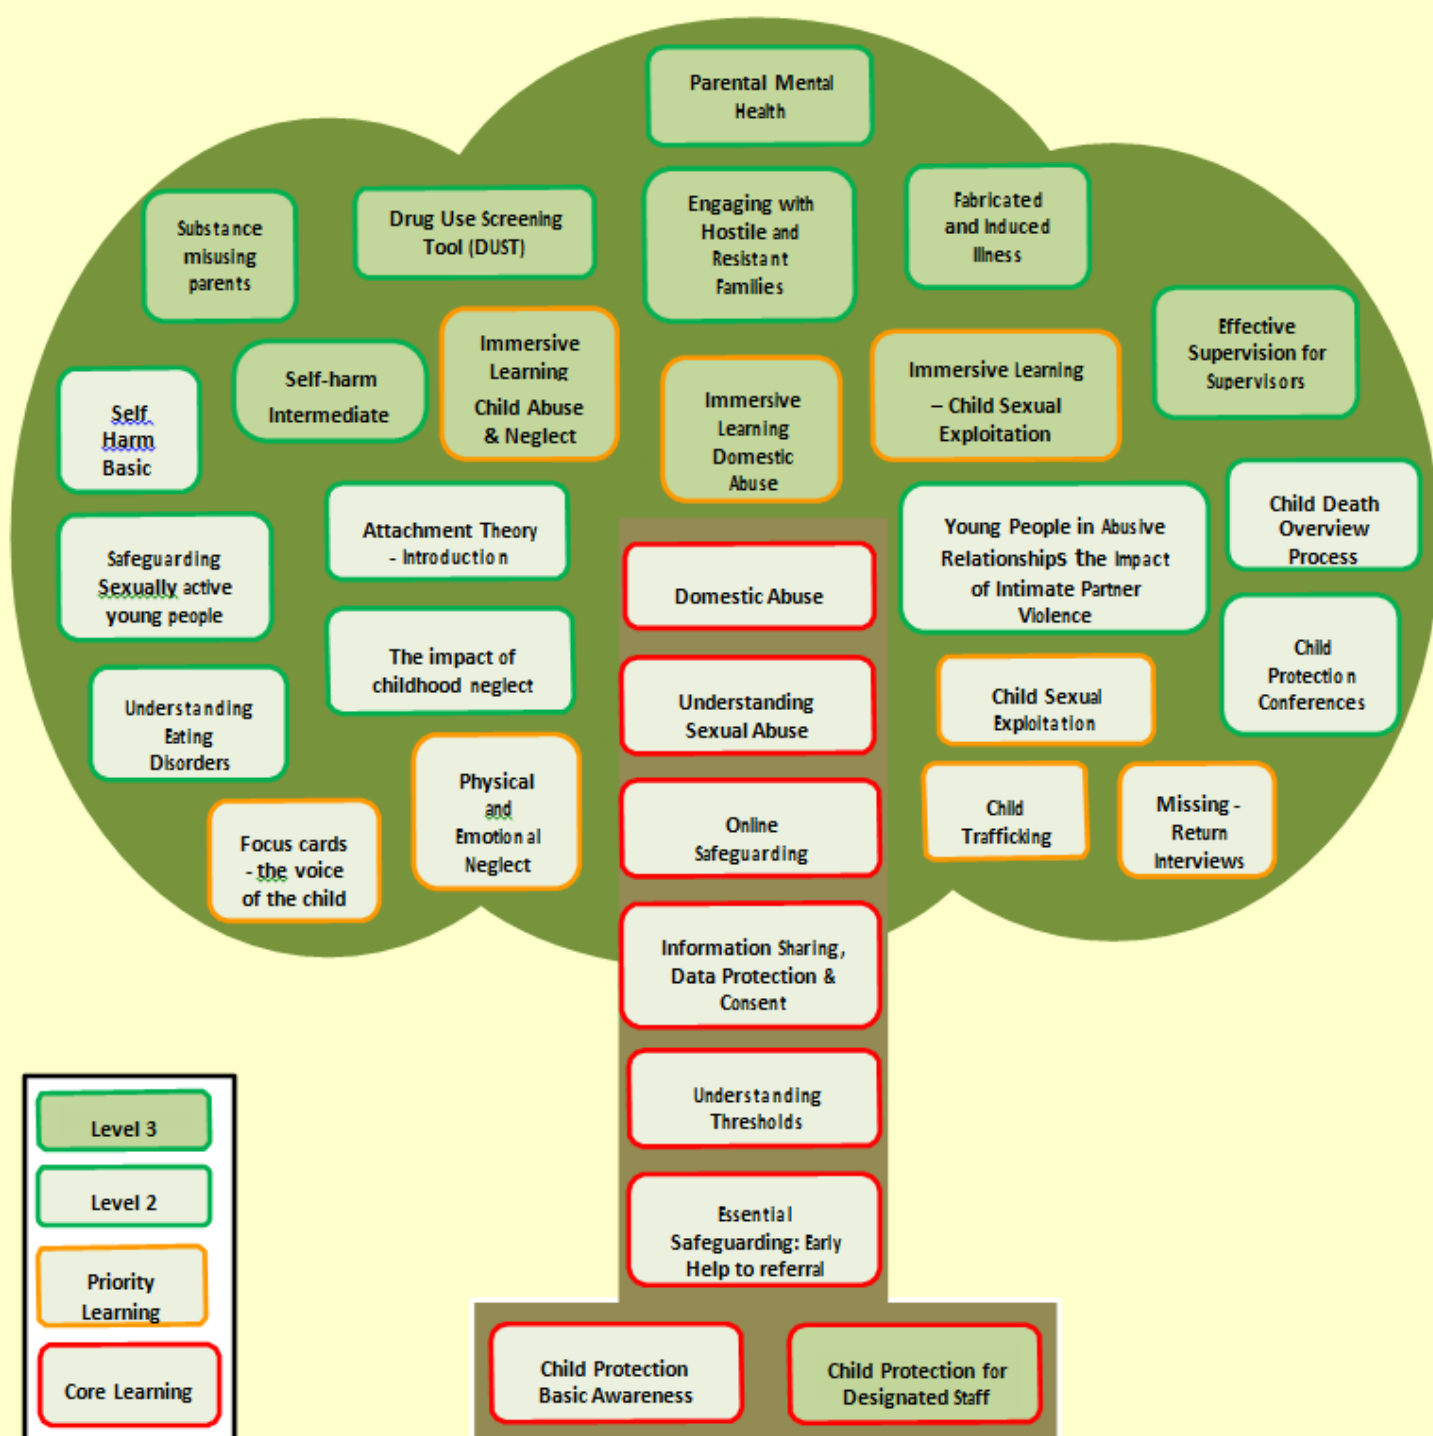 Parental Mental
Health
Substance
misusing
parents
Drug Use Screening
Tool (DUST)
Engaging with
Hostile and
Resistant
Families
Fabricated
and Induced
Illness
Effective
Supervision for
Supervisors
Self
Harm
Basic
Self-harm
Intermediate
Immersive
Learning
Child Abuse
& Neglect
Immersive
Learning
Domestic
Abuse
Immersive Learning
– Child Sexual
Exploitation
Safeguarding
Sexually active
young people
Attachment Theory
- Introduction
Domestic Abuse
Young People in Abusive
Relationships the Impact
of Intimate Partner
Violence
Child Death
Overview
Process
Understanding
Eating
Disorders
The impact of
childhood neglect
Understanding
Sexual Abuse
Child Sexual
Exploitation
Child
Protection
Conferences
Focus cards
- the voice
of the child
Physical
and
Emotional
Neglect
Online
Safeguarding
Child
Trafficking
Missing -
Return
Interviews
Information Sharing,
Data Protection &
Consent
Understanding
Thresholds
Essential
Safeguarding: Early
Help to referral
Child Protection
Basic Awareness
Child Protection for
Designated Staff
Level 3
Level 2
Priority
Learning
Core Learning